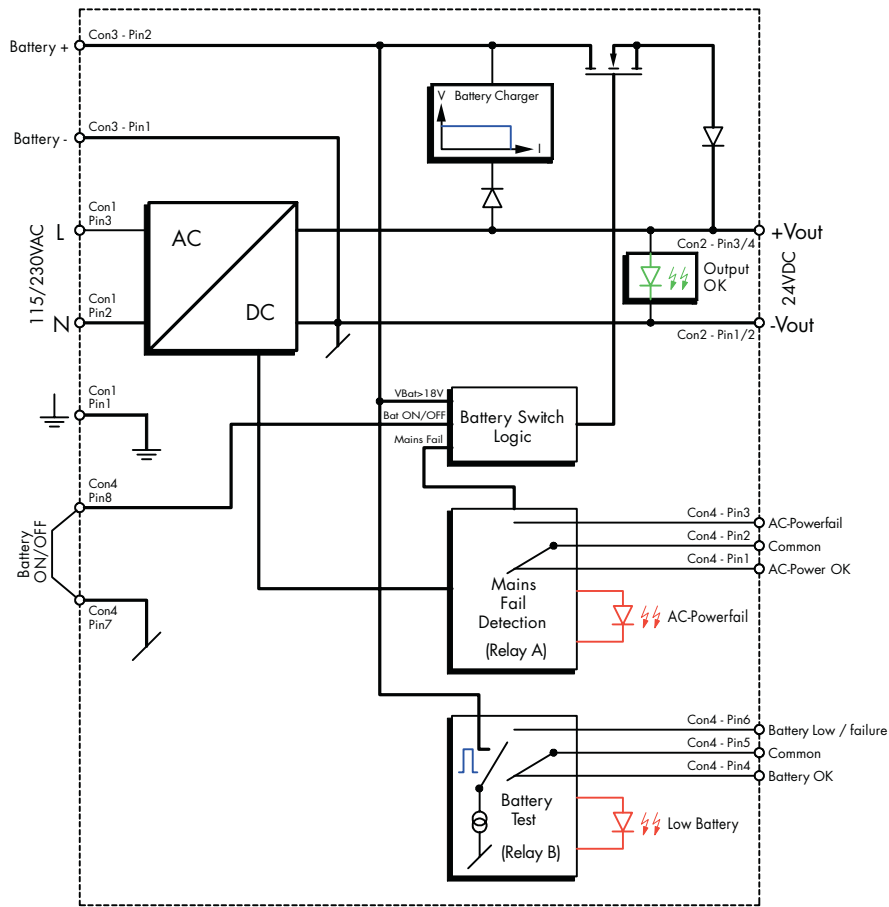 Battery +
Con3 - Pin2
V Battery Charger
I
Battery -
Con3 - Pin1
115/230VAC
L
Con1
Pin3
N
Con1
Pin2
AC
DC
+Vout
Con2 - Pin3/4
Output
OK
24VDC
-Vout
Con2 - Pin1/2
Con1
Pin1
VBat>18V
Bat ON/OFF
Mains Fail
Battery Switch
Logic
Con4
Pin8
Battery
ON/OFF
Con4
Pin7
Con4 - Pin3
AC-Powerfail
Con4 - Pin2
Common
Con4 - Pin1
AC-Power OK
Mains
Fail
Detection
(Relay A)
AC-Powerfail
Con4 - Pin6
Battery Low / failure
Con4 - Pin5
Common
Con4 - Pin4
Battery OK
Battery
Test
(Relay B)
Low Battery